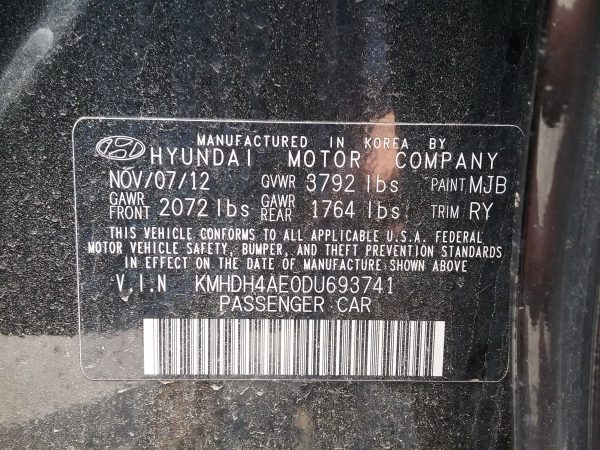 MANUFACTURED IN KOREA BY
HYUNDAI MOTOR COMPANY
NOV/07/12 GVWR 3792 lbs PAINT MJB
GAWR FRONT 2072 lbs GAWR REAR 1764 lbs TRIM RY
THIS VEHICLE CONFORMS TO ALL APPLICABLE U.S.A. FEDERAL
MOTOR VEHICLE SAFETY, BUMPER, AND THEFT PREVENTION STANDARDS
IN EFFECT ON THE DATE OF MANUFACTURE SHOWN ABOVE
V.I.N KMHDH4AE0DU693741
PASSENGER CAR